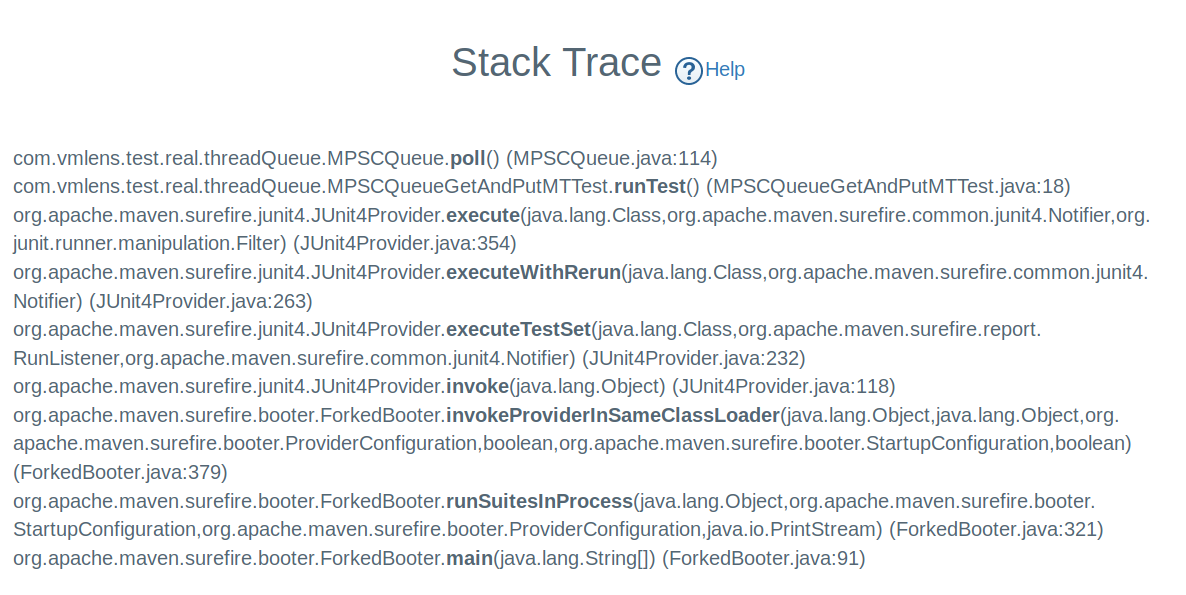 Stack Trace ? Help
com.vmlens.test.real.threadQueue.MPSCQueue.poll() (MPSCQueue.java:114)
com.vmlens.test.real.threadQueue.MPSCQueueGetAndPutMTTest.runTest() (MPSCQueueGetAndPutMTTest.java:18)
org.apache.maven.surefire.junit4.JUnit4Provider.execute(java.lang.Class,org.apache.maven.surefire.common.junit4.Notifier,org.
junit.runner.manipulation.Filter) (JUnit4Provider.java:354)
org.apache.maven.surefire.junit4.JUnit4Provider.executeWithRerun(java.lang.Class,org.apache.maven.surefire.common.junit4.
Notifier) (JUnit4Provider.java:263)
org.apache.maven.surefire.junit4.JUnit4Provider.executeTestSet(java.lang.Class,org.apache.maven.surefire.report.
RunListener,org.apache.maven.surefire.common.junit4.Notifier) (JUnit4Provider.java:232)
org.apache.maven.surefire.junit4.JUnit4Provider.invoke(java.lang.Object) (JUnit4Provider.java:118)
org.apache.maven.surefire.booter.ForkedBooter.invokeProviderInSameClassLoader(java.lang.Object,java.lang.Object,org.
apache.maven.surefire.booter.ProviderConfiguration,boolean,org.apache.maven.surefire.booter.StartupConfiguration,boolean)
(ForkedBooter.java:379)
org.apache.maven.surefire.booter.ForkedBooter.runSuitesInProcess(java.lang.Object,org.apache.maven.surefire.booter.
StartupConfiguration,org.apache.maven.surefire.booter.ProviderConfiguration,java.io.PrintStream) (ForkedBooter.java:321)
org.apache.maven.surefire.booter.ForkedBooter.main(java.lang.String[]) (ForkedBooter.java:91)